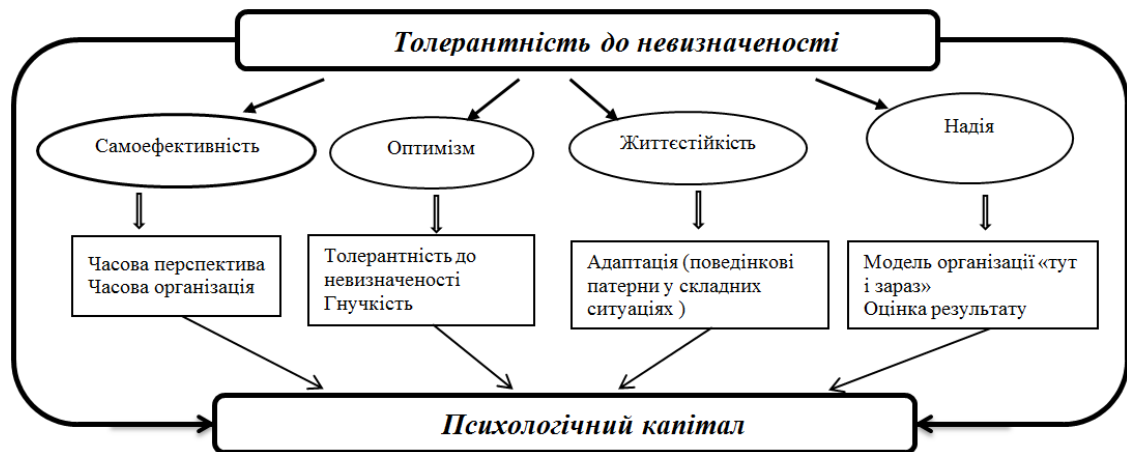 Толерантність до невизначеності
Самоефективність
Оптимізм
Життєстійкість
Надія
Часова перспектива
Часова організація
Толерантність до
невизначеності
Гнучкість
Адаптація (поведінкові
патерни у складних
ситуаціях )
Модель організації «тут
і зараз»
Оцінка результату
Психологічний капітал